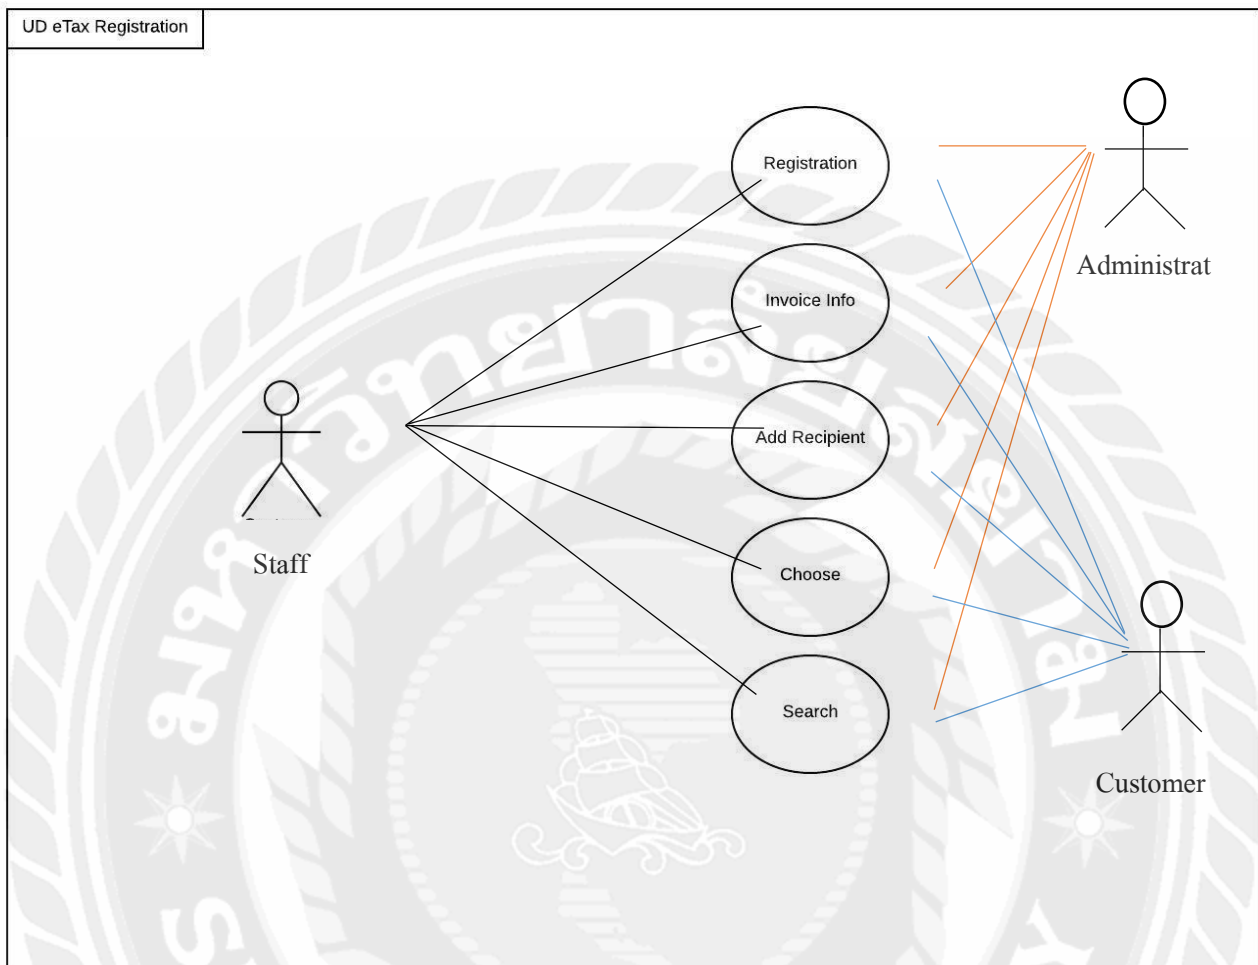 UD eTax Registration
Registration
Administrat
Invoice Info
Add Recipient
Staff
Choose
Search
Customer